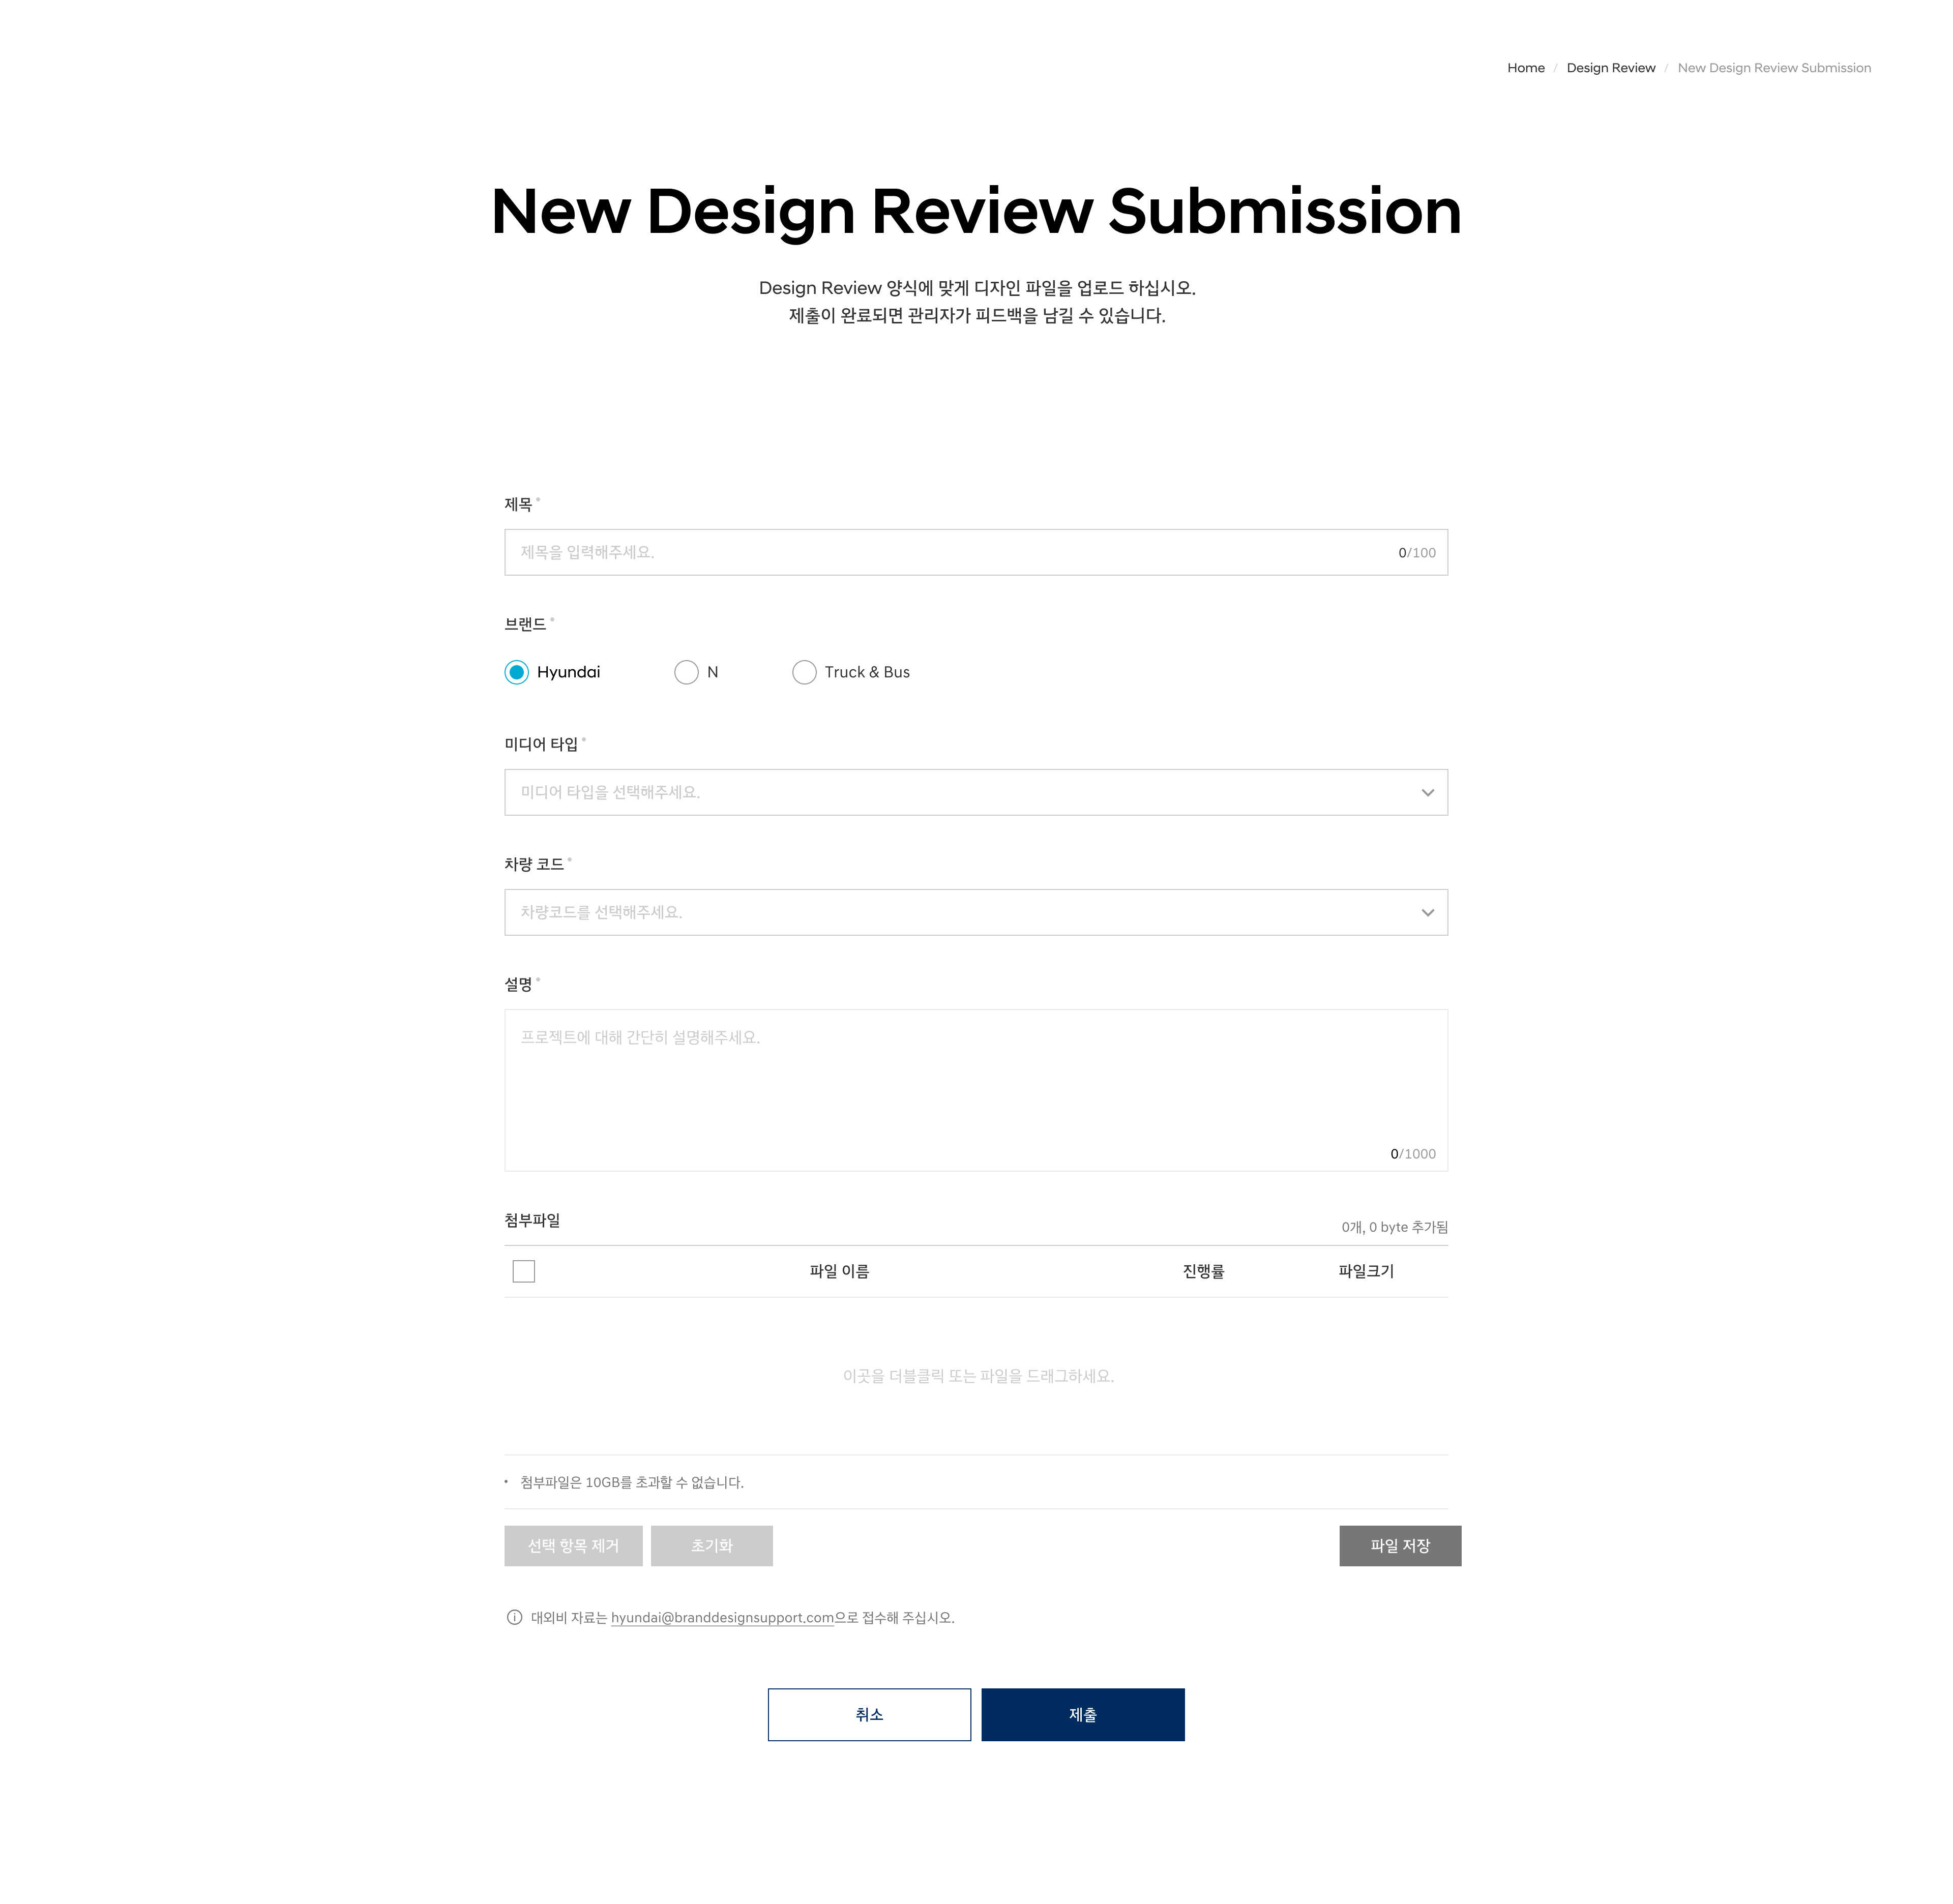 Home / Design Review / New Design Review Submission
New Design Review Submission
Design Review 양식에 맞게 디자인 파일을 업로드 하십시오.
제출이 완료되면 관리자가 피드백을 남길 수 있습니다.
제목 *
제목을 입력해주세요. 0/100
브랜드 *
Hyundai N Truck & Bus
미디어 타입 *
미디어 타입을 선택해주세요.
차량 코드 *
차량코드를 선택해주세요.
설명 *
프로젝트에 대해 간단히 설명해주세요.
0/1000
첨부파일 0개, 0 byte 추가됨
파일 이름 진행률 파일크기
이곳을 더블클릭 또는 파일을 드래그하세요.
• 첨부파일은 10GB를 초과할 수 없습니다.
선택 항목 제거 초기화 파일 저장
대외비 자료는 hyundai@branddesignsupport.com으로 접수해 주십시오.
취소 제출